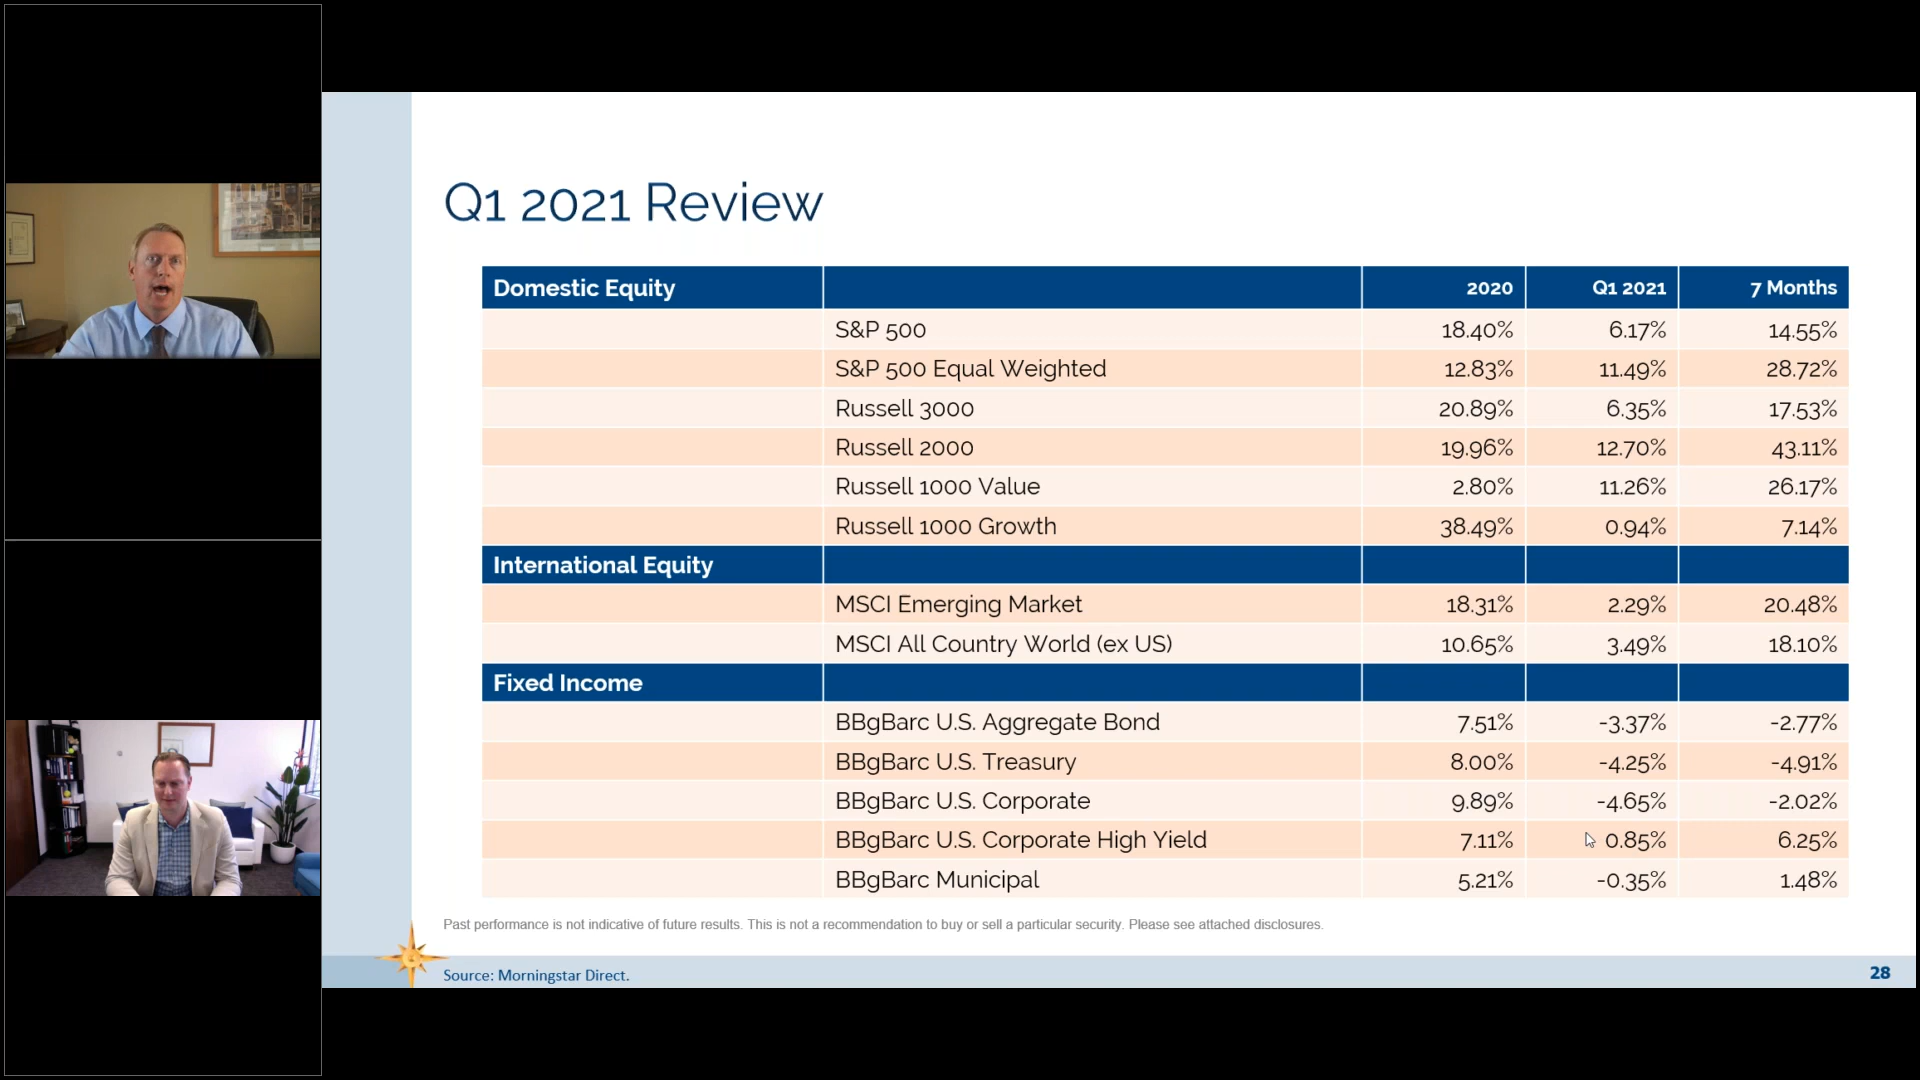 Q1 2021 Review
Domestic Equity 2020 Q1 2021 7 Months
S&P 500 18.40% 6.17% 14.55%
S&P 500 Equal Weighted 12.83% 11.49% 28.72%
Russell 3000 20.89% 6.35% 17.53%
Russell 2000 19.96% 12.70% 43.11%
Russell 1000 Value 2.80% 11.26% 26.17%
Russell 1000 Growth 38.49% 0.94% 7.14%
International Equity
MSCI Emerging Market 18.31% 2.29% 20.48%
MSCI All Country World (ex US) 10.65% 3.49% 18.10%
Fixed Income
BBgBarc U.S. Aggregate Bond 7.51% -3.37% -2.77%
BBgBarc U.S. Treasury 8.00% -4.25% -4.91%
BBgBarc U.S. Corporate 9.89% -4.65% -2.02%
BBgBarc U.S. Corporate High Yield 7.11% 0.85% 6.25%
BBgBarc Municipal 5.21% -0.35% 1.48%
Past performance is not indicative of future results. This is not a recommendation to buy or sell a particular security. Please see attached disclosures.
Source: Morningstar Direct. 28